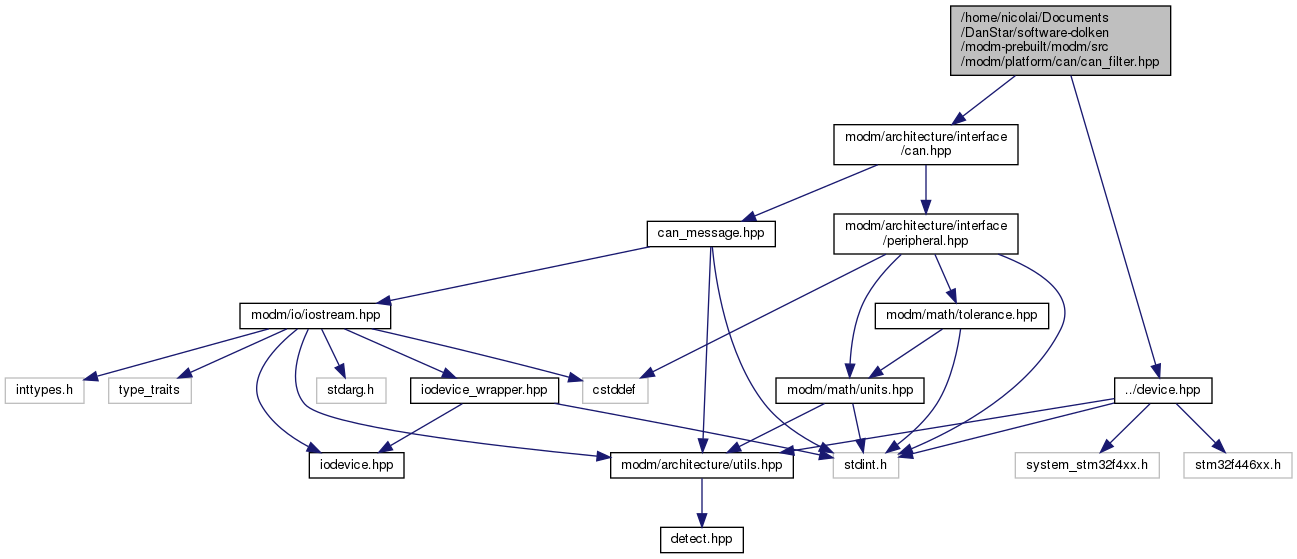 /home/nicolai/Documents
/DanStar/software-dolken
/modm-prebuilt/modm/src
/modm/platform/can/can_filter.hpp
modm/architecture/interface
/can.hpp
can_message.hpp
modm/architecture/interface
/peripheral.hpp
modm/io/iostream.hpp
modm/math/tolerance.hpp
inttypes.h
type_traits
stdarg.h
iodevice_wrapper.hpp
cstddef
modm/math/units.hpp
../device.hpp
iodevice.hpp
modm/architecture/utils.hpp
stdint.h
system_stm32f4xx.h
stm32f446xx.h
detect.hpp